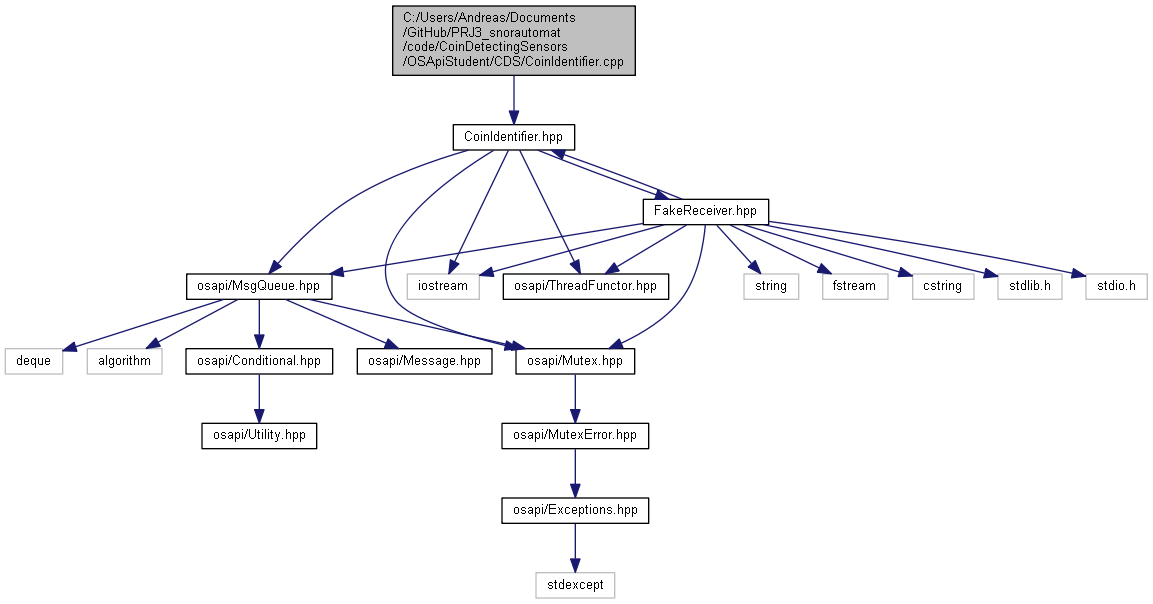 C:/Users/Andreas/Documents
/GitHub/PRJ3_snorautomat
/code/CoinDetectingSensors
/OSApiStudent/CDS/CoinIdentifier.cpp
CoinIdentifier.hpp
FakeReceiver.hpp
osapi/MsgQueue.hpp
iostream
osapi/ThreadFunctor.hpp
string
fstream
cstring
stdlib.h
stdio.h
deque
algorithm
osapi/Conditional.hpp
osapi/Message.hpp
osapi/Mutex.hpp
osapi/Utility.hpp
osapi/MutexError.hpp
osapi/Exceptions.hpp
stdexcept